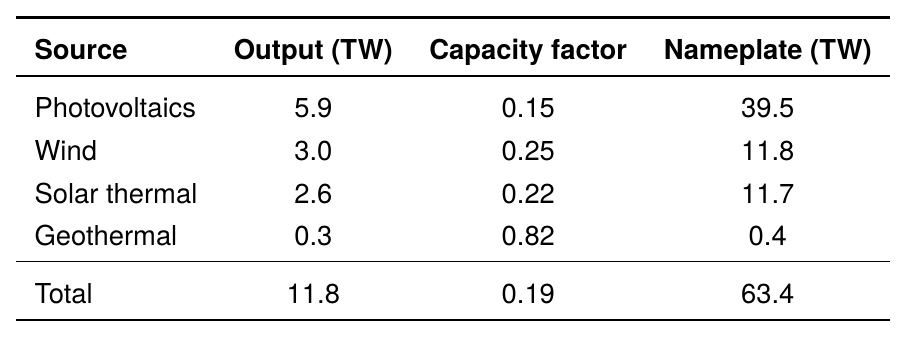 Source Output (TW) Capacity factor Nameplate (TW)
Photovoltaics 5.9 0.15 39.5
Wind 3.0 0.25 11.8
Solar thermal 2.6 0.22 11.7
Geothermal 0.3 0.82 0.4
Total 11.8 0.19 63.4